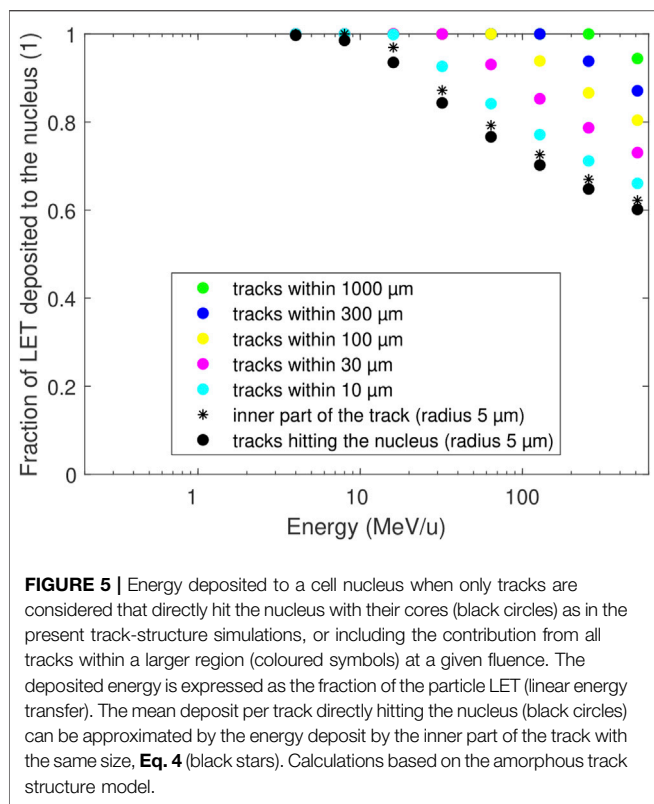 1
0.8
0.6
0.4
0.2
0
Fraction of LET deposited to the nucleus (1)
tracks within 1000 µm
tracks within 300 µm
tracks within 100 µm
tracks within 30 µm
tracks within 10 µm
inner part of the track (radius 5 µm)
tracks hitting the nucleus (radius 5 µm)
1 10 100
Energy (MeV/u)
FIGURE 5 | Energy deposited to a cell nucleus when only tracks are
considered that directly hit the nucleus with their cores (black circles) as in the
present track-structure simulations, or including the contribution from all
tracks within a larger region (coloured symbols) at a given fluence. The
deposited energy is expressed as the fraction of the particle LET (linear energy
transfer). The mean deposit per track directly hitting the nucleus (black circles)
can be approximated by the energy deposit by the inner part of the track with
the same size, Eq. 4 (black stars). Calculations based on the amorphous track
structure model.